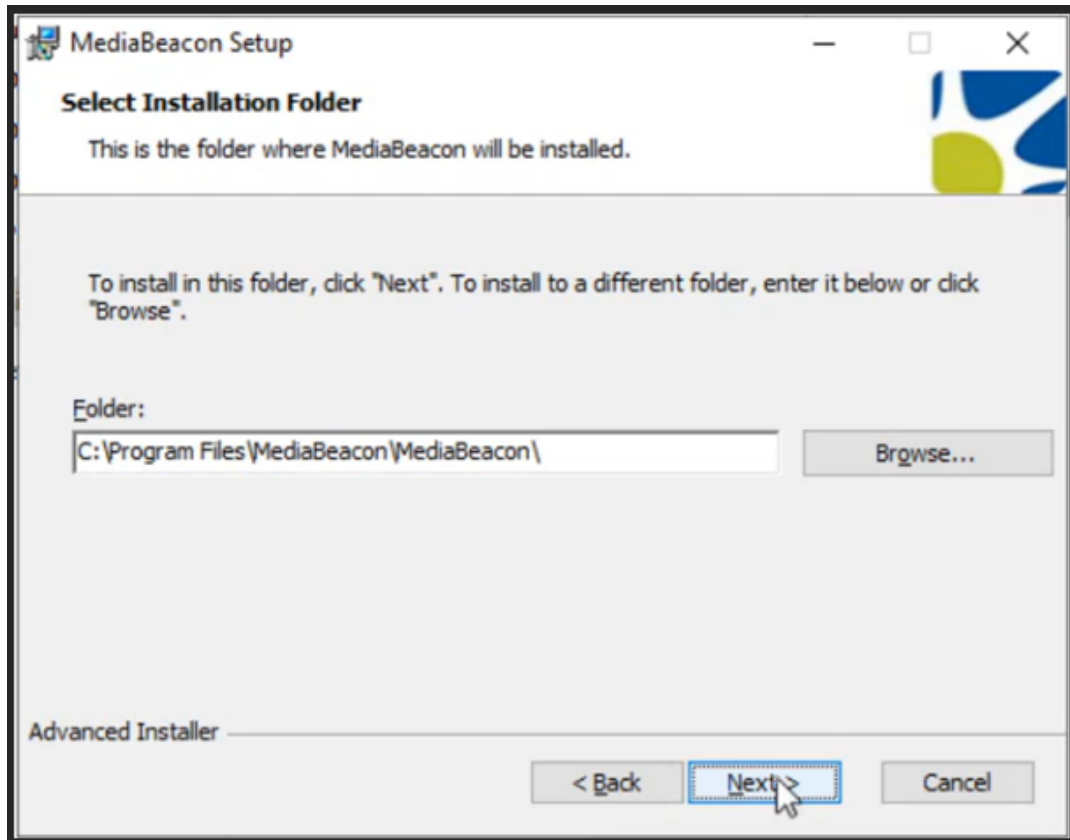 MediaBeacon Setup
Select Installation Folder
This is the folder where MediaBeacon will be installed.
To install in this folder, click "Next". To install to a different folder, enter it below or click
"Browse".
Folder:
C:\Program Files\MediaBeacon\MediaBeacon\
Browse...
Advanced Installer
< Back
Next >
Cancel